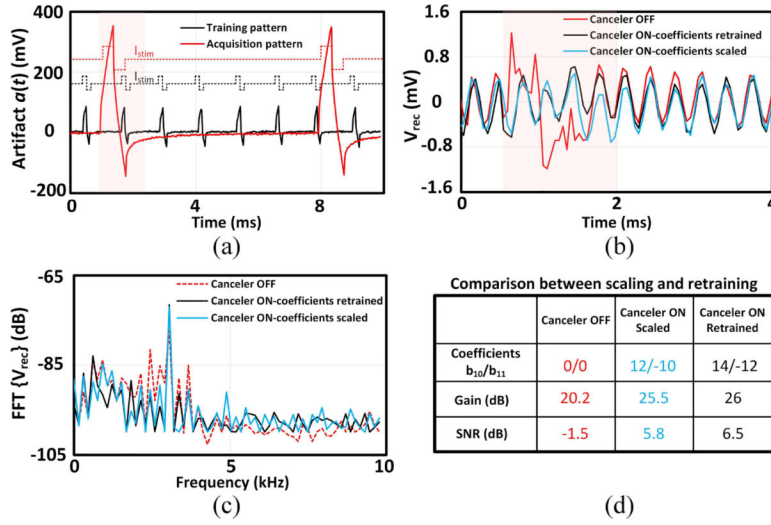 Training pattern
Acquisition pattern
I_stim
I_stim
Artifact a(t) (mV)
400
200
0
-200
0
4
8
Time (ms)
(a)
Canceler OFF
Canceler ON-coefficients retrained
Canceler ON-coefficients scaled
V_rec (mV)
1.6
0.8
0
-0.8
-1.6
0
2
4
Time (ms)
(b)
Canceler OFF
Canceler ON-coefficients retrained
Canceler ON-coefficients scaled
FFT {V_rec} (dB)
-65
-85
-105
0
5
10
Frequency (kHz)
(c)
Comparison between scaling and retraining
Canceler OFF
Canceler ON Scaled
Canceler ON Retrained
Coefficients b10/b11
0/0
12/-10
14/-12
Gain (dB)
20.2
25.5
26
SNR (dB)
-1.5
5.8
6.5
(d)